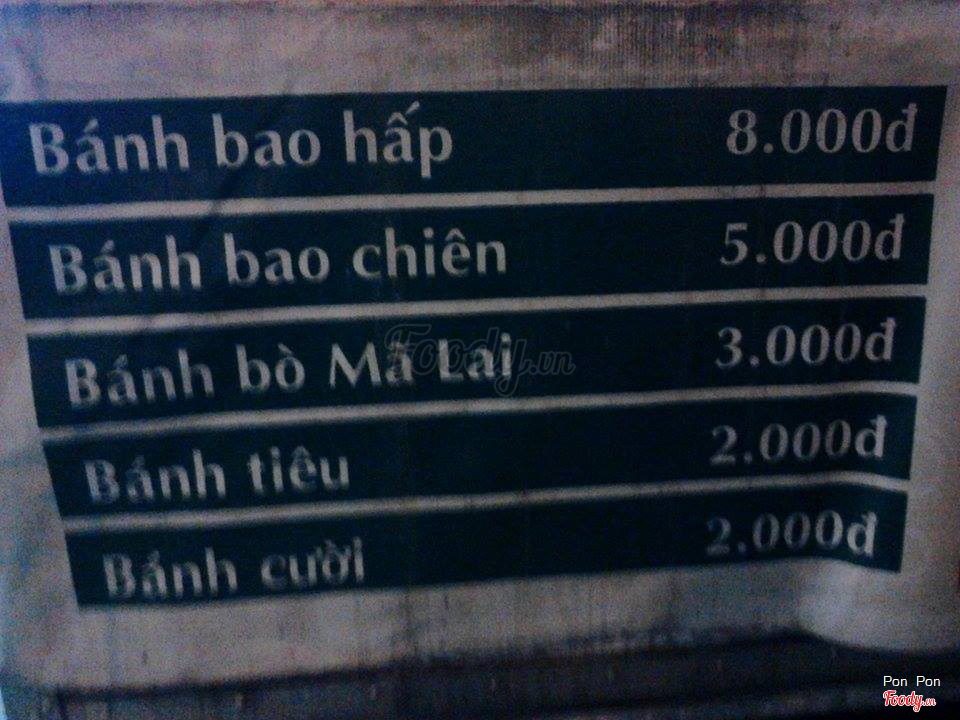 Bánh bao hấp 8.000đ
Bánh bao chiên 5.000đ
Bánh bò Mã Lai 3.000đ
Bánh tiêu 2.000đ
Bánh cười 2.000đ
Foody.vn
Pon Pon
Foody.vn